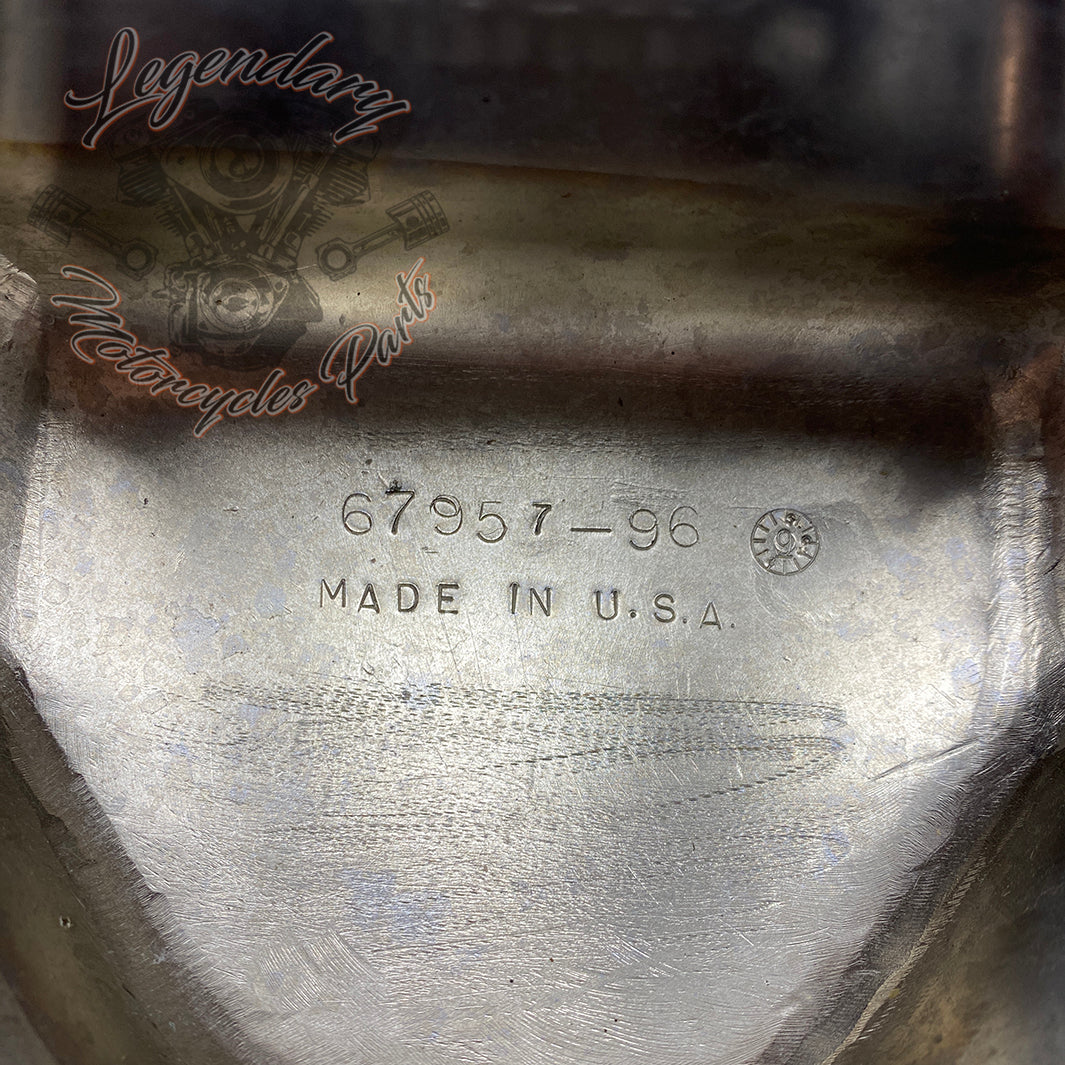 Legendary
Motorcycles Parts
67957-96
MADE IN U.S.A.